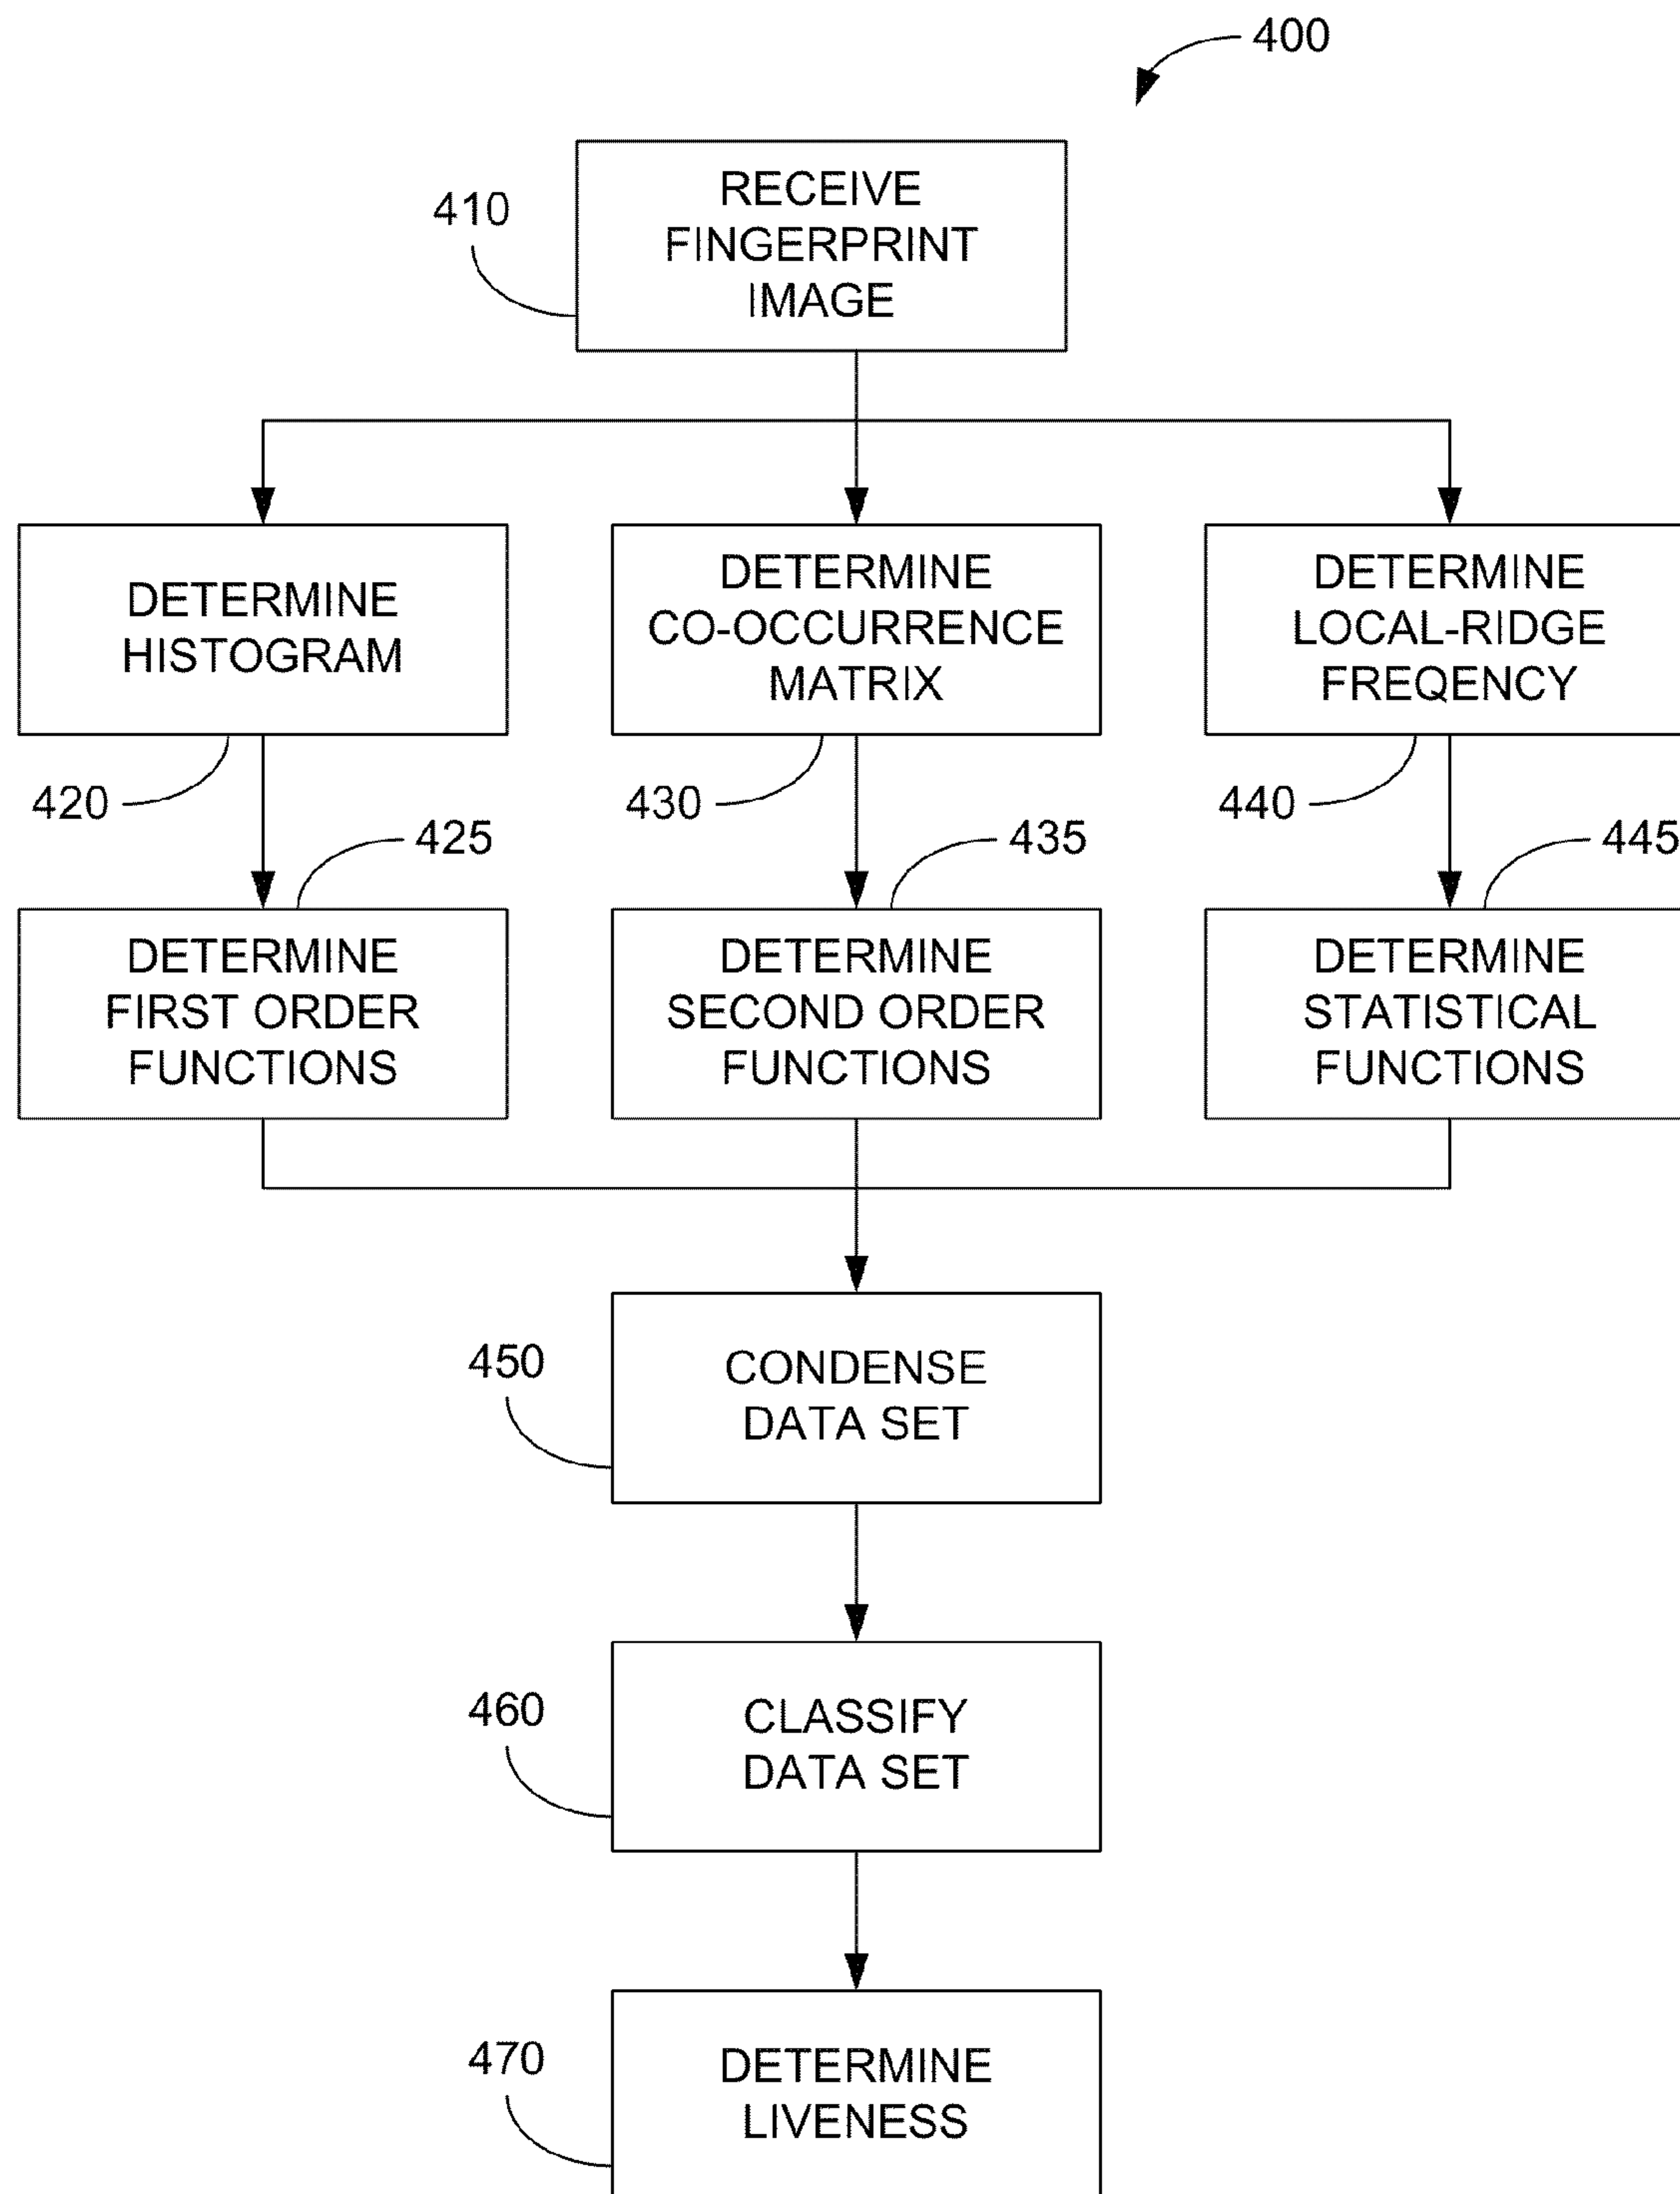 400
RECEIVE
FINGERPRINT
IMAGE
410
DETERMINE
HISTOGRAM
420
DETERMINE
CO-OCCURRENCE
MATRIX
430
DETERMINE
LOCAL-RIDGE
FREQENCY
440
425
DETERMINE
FIRST ORDER
FUNCTIONS
435
DETERMINE
SECOND ORDER
FUNCTIONS
445
DETERMINE
STATISTICAL
FUNCTIONS
450
CONDENSE
DATA SET
460
CLASSIFY
DATA SET
470
DETERMINE
LIVENESS